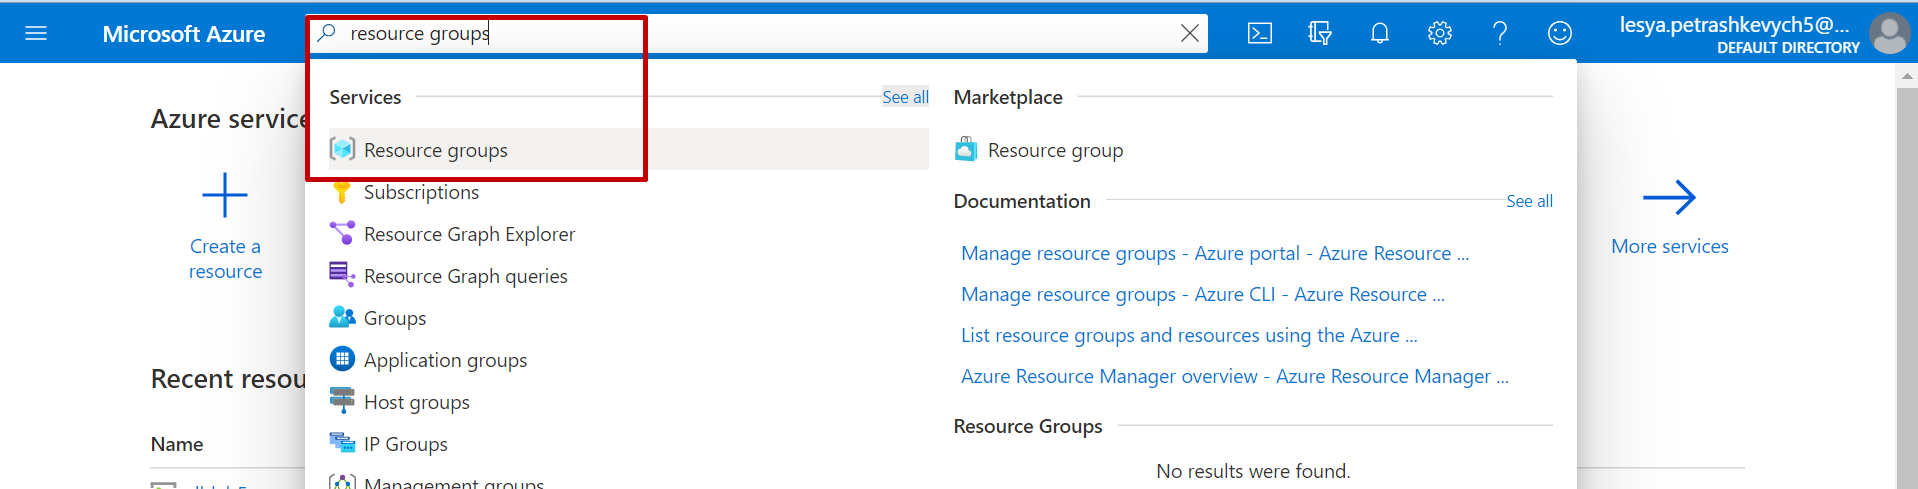 Microsoft Azure
resource groups
lesya.petrashkevych5@...
DEFAULT DIRECTORY
Azure service
Create a
resource
Recent resou
Name
Services
See all
Resource groups
Subscriptions
Resource Graph Explorer
Resource Graph queries
Groups
Application groups
Host groups
IP Groups
Management groups
Marketplace
Resource group
Documentation
See all
Manage resource groups - Azure portal - Azure Resource ...
Manage resource groups - Azure CLI - Azure Resource ...
List resource groups and resources using the Azure ...
Azure Resource Manager overview - Azure Resource Manager ...
Resource Groups
No results were found.
More services